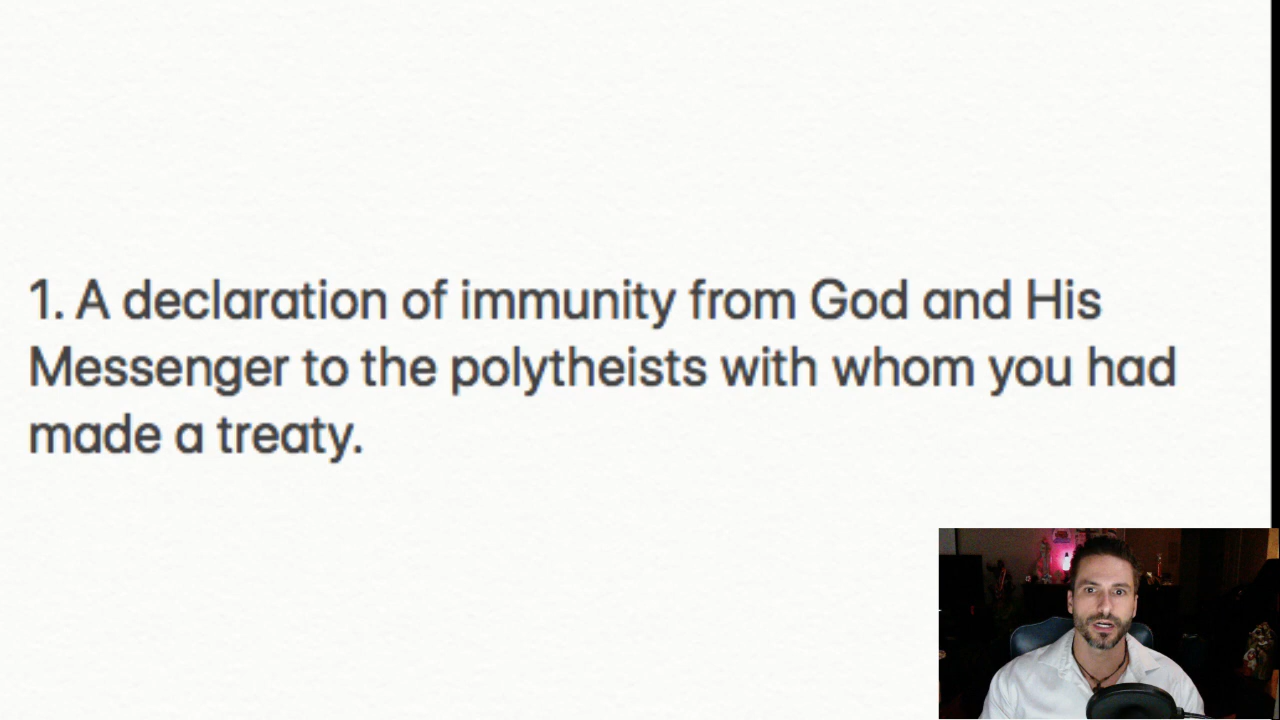 1. A declaration of immunity from God and His
Messenger to the polytheists with whom you had
made a treaty.